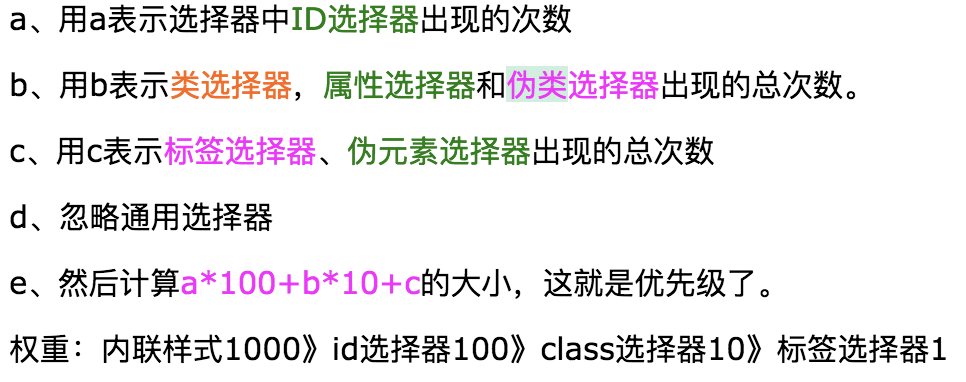 a、用a表示选择器中ID选择器出现的次数
b、用b表示类选择器，属性选择器和伪类选择器出现的总次数。
c、用c表示标签选择器、伪元素选择器出现的总次数
d、忽略通用选择器
e、然后计算a*100+b*10+c的大小，这就是优先级了。
权重：内联样式1000》id选择器100》class选择器10》标签选择器1